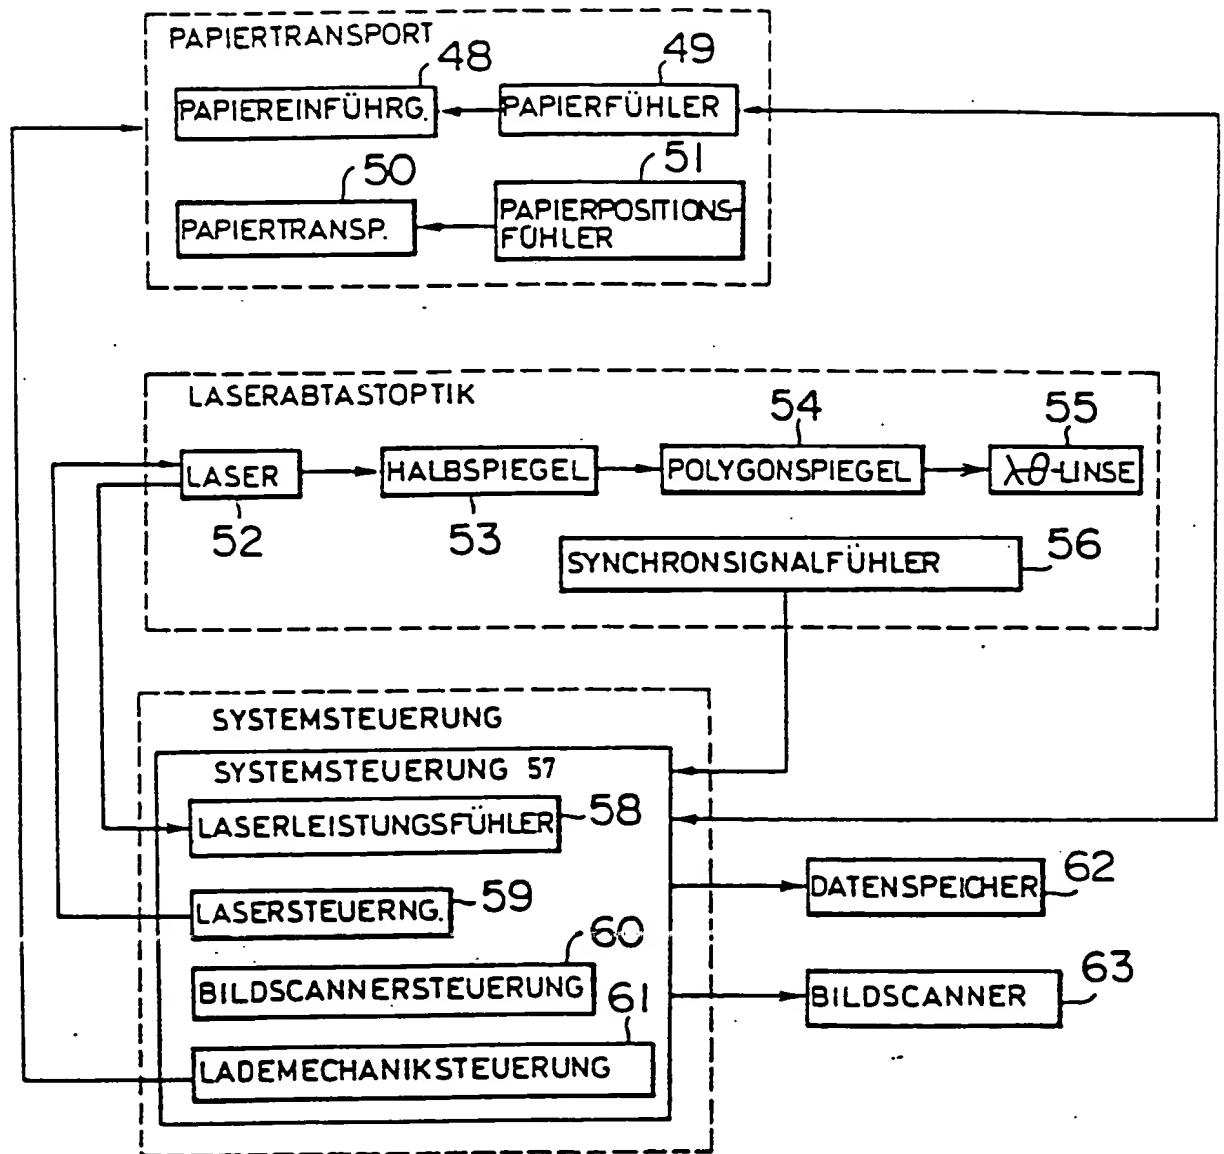 PAPIERTRANSPORT
48
49
PAPIEREINFÜHRG.
PAPIERFÜHLER
50
51
PAPIERTRANSP.
PAPIERPOSITIONS-
FÜHLER
LASERABTASTOPTIK
54
55
LASER
HALBSPIEGEL
POLYGONSPIEGEL
λθ-LINSE
52
53
SYNCHRONSIGNALFÜHLER
56
SYSTEMSTEUERUNG
SYSTEMSTEUERUNG 57
LASERLEISTUNGSFÜHLER
58
LASERSTEUERNG.
59
DATENSPEICHER
62
60
BILDSCANNERSTEUERUNG
BILDSCANNER
63
61
LADEMECHANIKSTEUERUNG